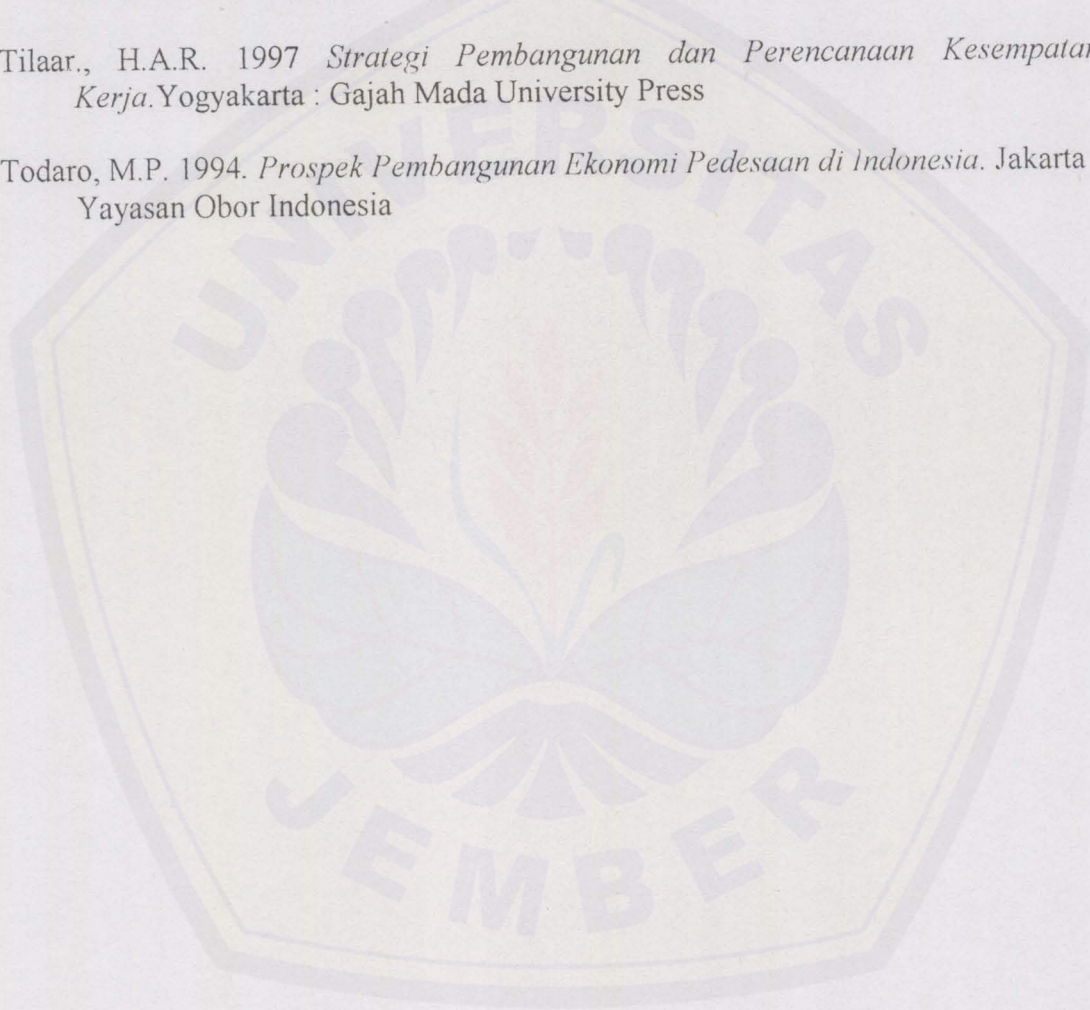 Tilaar., H.A.R. 1997 Strategi Pembangunan dan Perencanaan Kesempatan
Kerja.Yogyakarta : Gajah Mada University Press
Todaro, M.P. 1994. Prospek Pembangunan Ekonomi Pedesaan di Indonesia. Jakarta
Yayasan Obor Indonesia
UNIVERSITAS
JEMBER